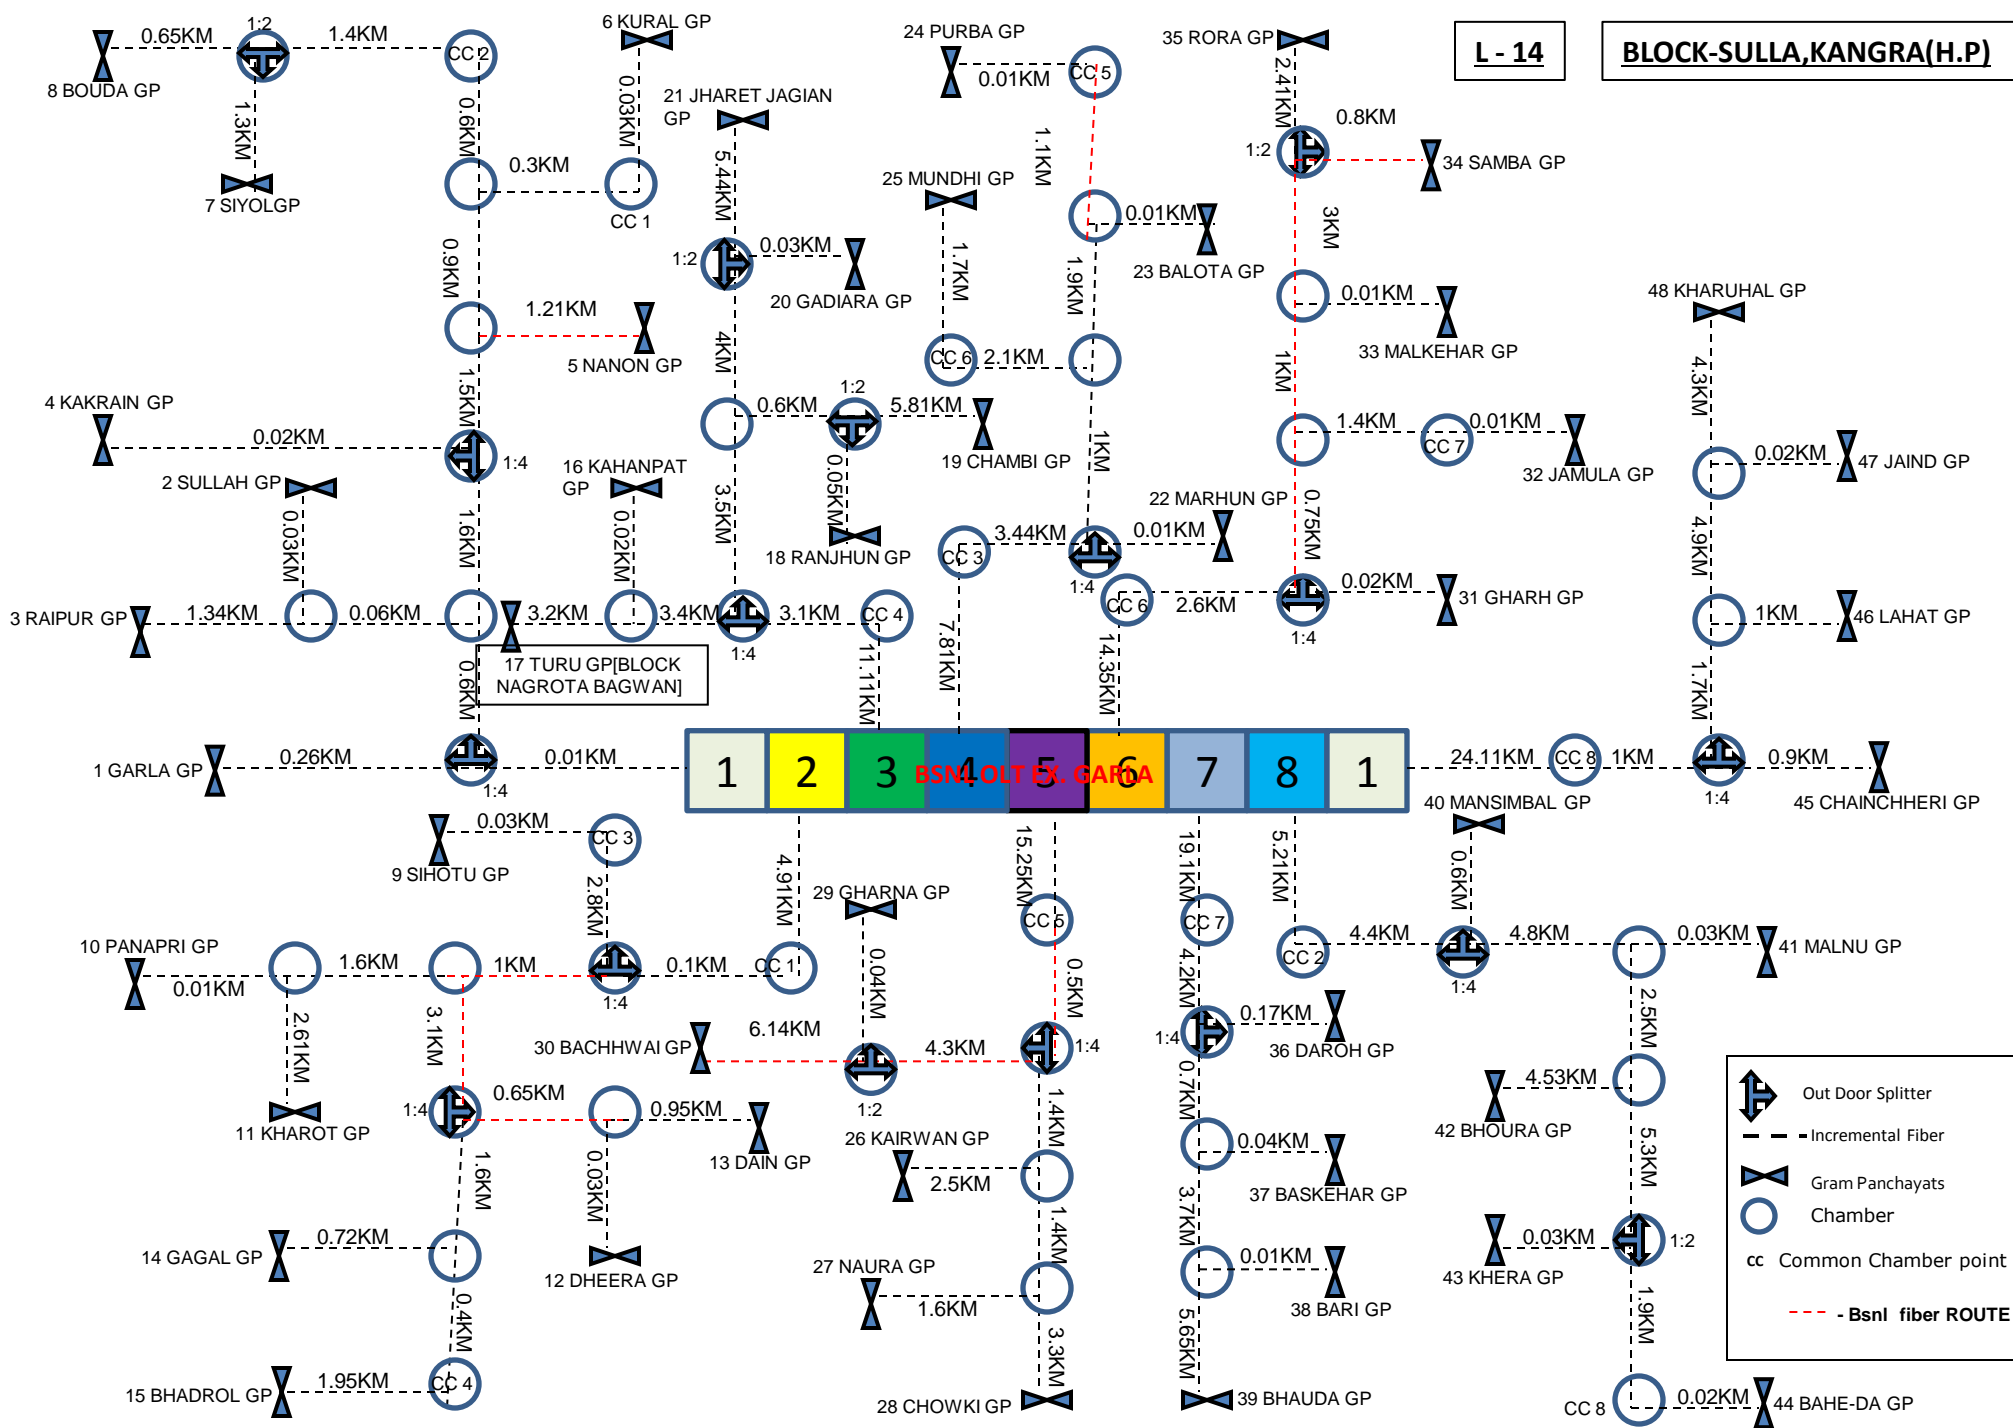 L - 14
BLOCK-SULLA,KANGRA(H.P)
6 KURAL GP
24 PURBA GP
35 RORA GP
1:2
0.65KM
1.4KM
CC 2
8 BOUDA GP
1.3KM
7 SIYOLGP
0.6KM
0.03KM
0.3KM
CC 1
21 JHARET JAGIAN
GP
5.44KM
0.01KM
CC 5
1.1KM
2.41KM
0.8KM
1:2
34 SAMBA GP
25 MUNDHI GP
0.01KM
23 BALOTA GP
3KM
0.9KM
1:2
0.03KM
20 GADIARA GP
1.7KM
1.9KM
1.21KM
5 NANON GP
4KM
0.01KM
33 MALKEHAR GP
48 KHARUHAL GP
1.5KM
CC 6
2.1KM
1KM
4.3KM
4 KAKRAIN GP
0.02KM
1:4
0.6KM
1:2
5.81KM
19 CHAMBI GP
0.05KM
18 RANJHUN GP
1KM
1.4KM
CC 7
0.01KM
32 JAMULA GP
0.02KM
47 JAIND GP
2 SULLAH GP
0.03KM
1.6KM
16 KAHANPAT
GP
0.02KM
3.5KM
22 MARHUN GP
0.75KM
4.9KM
CC 3
3.44KM
0.01KM
1:4
3 RAIPUR GP
1.34KM
0.06KM
3.2KM
3.4KM
1:4
3.1KM
CC 4
CC 6
2.6KM
1:4
0.02KM
31 GHARH GP
1KM
46 LAHAT GP
17 TURU GP[BLOCK
NAGROTA BAGWAN]
0.6KM
11.11KM
7.81KM
14.35KM
1.7KM
1 GARLA GP
0.26KM
1:4
0.01KM
1 2 3 4 5 6 7 8 1
BSNL OLT EX. GARLA
24.11KM
CC 8
1KM
1:4
0.9KM
45 CHAINCHHERI GP
40 MANSIMBAL GP
0.03KM
CC 3
9 SIHOTU GP
2.8KM
4.91KM
29 GHARNA GP
15.25KM
19.1KM
5.21KM
0.6KM
10 PANAPRI GP
0.01KM
1.6KM
1KM
1:4
0.1KM
CC 1
0.04KM
CC 5
CC 7
CC 2
4.4KM
1:4
4.8KM
0.03KM
41 MALNU GP
2.61KM
11 KHAROT GP
3.1KM
30 BACHHWAI GP
6.14KM
1:2
4.3KM
0.5KM
1:4
4.2KM
1:4
0.17KM
36 DAROH GP
2.5KM
1:4
0.65KM
0.95KM
13 DAIN GP
0.03KM
12 DHEERA GP
1.4KM
0.7KM
4.53KM
42 BHOURA GP
26 KAIRWAN GP
2.5KM
0.04KM
37 BASKEHAR GP
1.6KM
1.4KM
3.7KM
5.3KM
14 GAGAL GP
0.72KM
27 NAURA GP
1.6KM
0.01KM
38 BARI GP
0.03KM
43 KHERA GP
1:2
0.4KM
3.3KM
5.65KM
1.9KM
15 BHADROL GP
1.95KM
CC 4
28 CHOWKI GP
39 BHAUDA GP
CC 8
0.02KM
44 BAHE-DA GP
Out Door Splitter
Incremental Fiber
Gram Panchayats
Chamber
cc Common Chamber point
- Bsnl fiber ROUTE